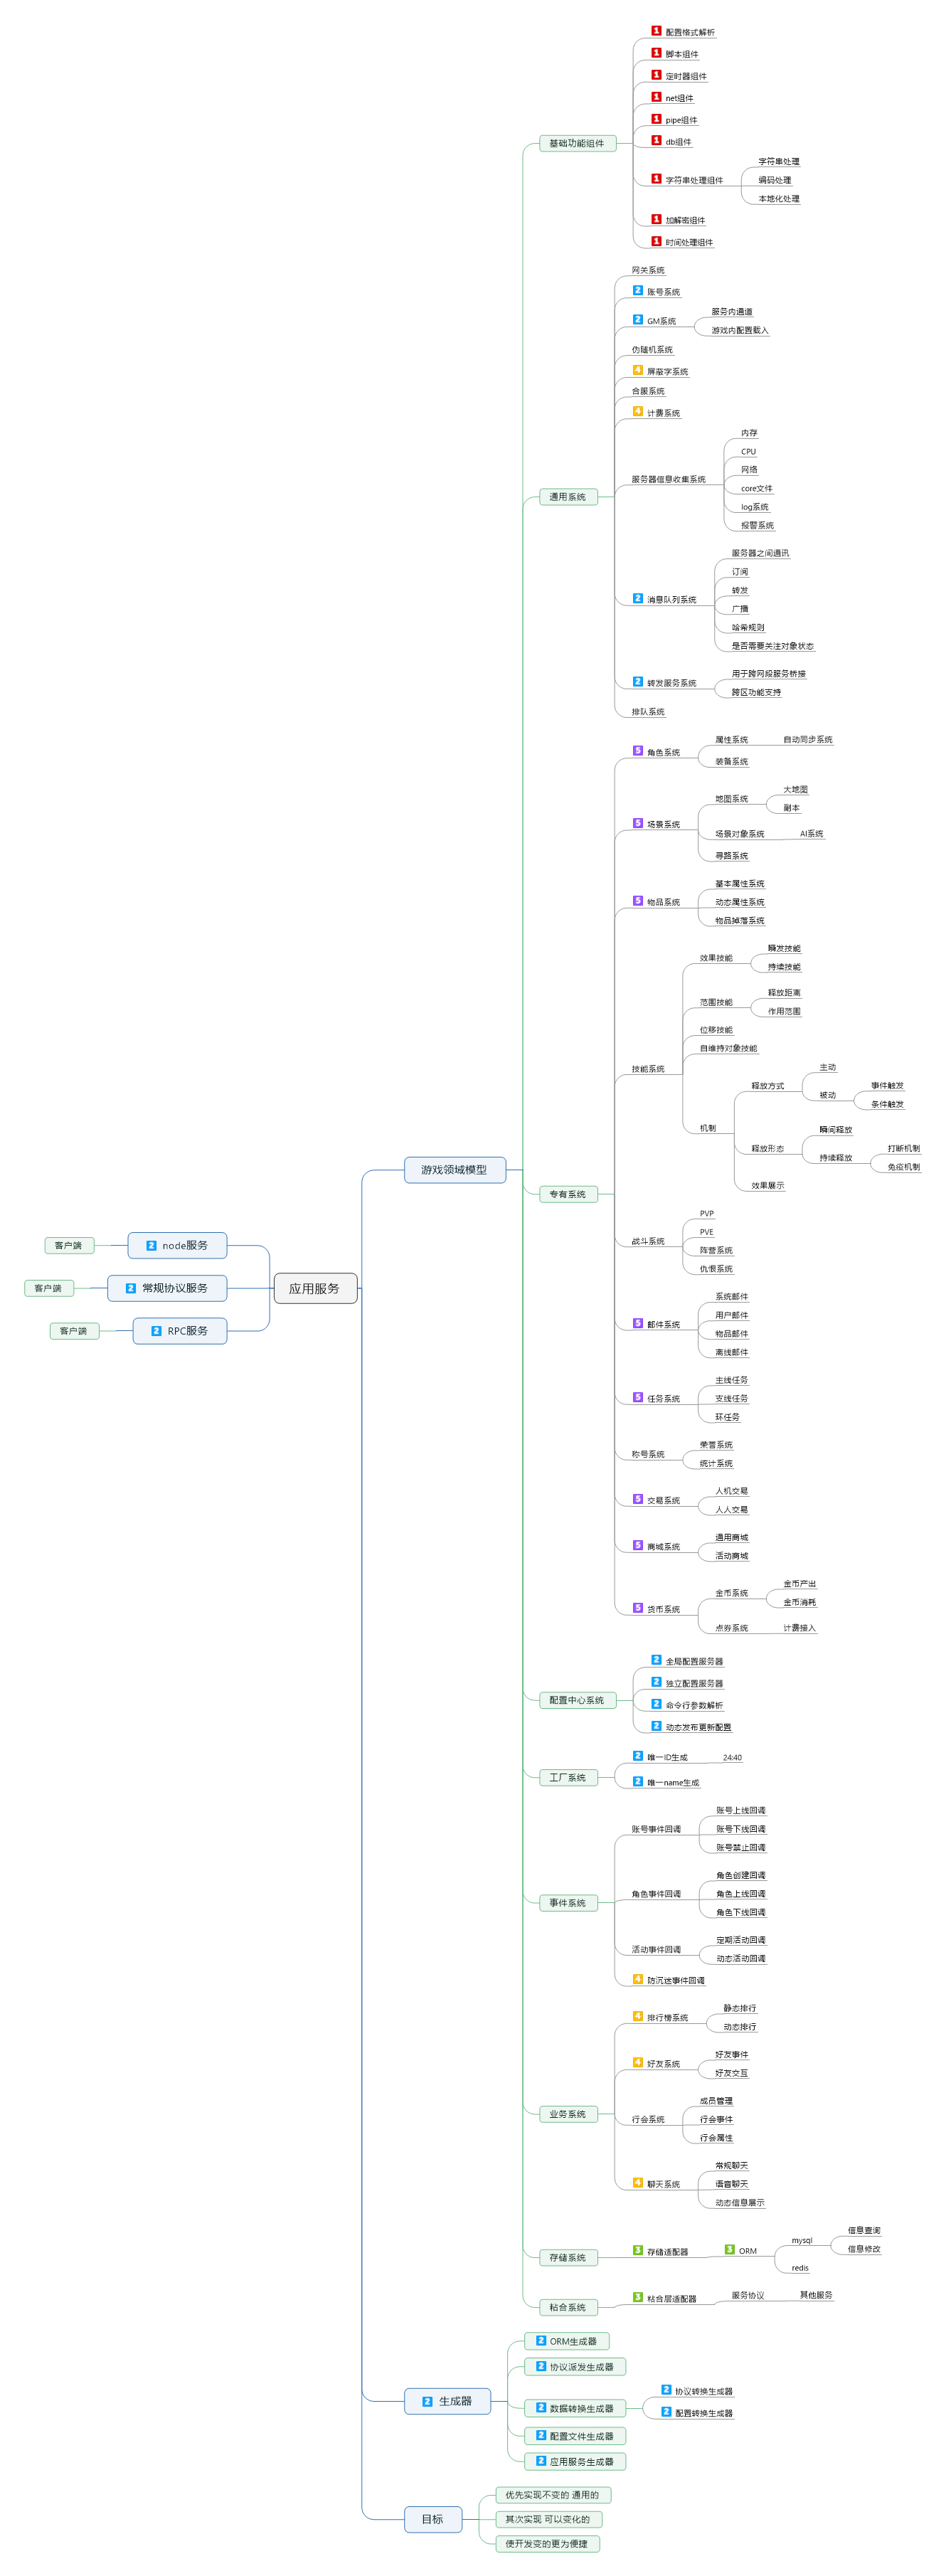 应用服务
2 node服务
客户端
2 常规协议服务
客户端
2 RPC服务
客户端
游戏领域模型
基础功能组件
1 配置格式解析
1 脚本组件
1 定时器组件
1 net组件
1 pipe组件
1 db组件
1 字符串处理组件
字符串处理
编码处理
本地化处理
1 加解密组件
1 时间处理组件
通用系统
网关系统
2 账号系统
2 GM系统
服务内通道
游戏内配置载入
伪随机系统
4 屏蔽字系统
合服系统
4 计费系统
服务器信息收集系统
内存
CPU
网络
core文件
log系统
报警系统
2 消息队列系统
服务器之间通讯
订阅
转发
广播
哈希规则
是否需要关注对象状态
2 转发服务系统
用于跨网段服务桥接
跨区功能支持
排队系统
专有系统
5 角色系统
属性系统
自动同步系统
装备系统
5 场景系统
地图系统
大地图
副本
场景对象系统
AI系统
寻路系统
5 物品系统
基本属性系统
动态属性系统
物品掉落系统
技能系统
效果技能
瞬发技能
持续技能
范围技能
释放距离
作用范围
位移技能
自维持对象技能
机制
释放方式
主动
被动
事件触发
条件触发
释放形态
瞬间释放
持续释放
打断机制
免疫机制
效果展示
战斗系统
PVP
PVE
阵营系统
仇恨系统
5 邮件系统
系统邮件
用户邮件
物品邮件
离线邮件
5 任务系统
主线任务
支线任务
环任务
称号系统
荣誉系统
统计系统
5 交易系统
人机交易
人人交易
5 商城系统
通用商城
活动商城
5 货币系统
金币系统
金币产出
金币消耗
点券系统
计费接入
配置中心系统
2 全局配置服务器
2 独立配置服务器
2 命令行参数解析
2 动态发布更新配置
工厂系统
2 唯一ID生成
24:40
2 唯一name生成
事件系统
账号事件回调
账号上线回调
账号下线回调
账号禁止回调
角色事件回调
角色创建回调
角色上线回调
角色下线回调
活动事件回调
定期活动回调
动态活动回调
4 防沉迷事件回调
业务系统
4 排行榜系统
静态排行
动态排行
4 好友系统
好友事件
好友交互
行会系统
成员管理
行会事件
行会属性
4 聊天系统
常规聊天
语音聊天
动态信息展示
存储系统
3 存储适配器
3 ORM
mysql
信息查询
信息修改
redis
粘合系统
3 粘合层适配器
服务协议
其他服务
2 生成器
2 ORM生成器
2 协议派发生成器
2 数据转换生成器
2 协议转换生成器
2 配置转换生成器
2 配置文件生成器
2 应用服务生成器
目标
优先实现不变的 通用的
其次实现 可以变化的
使开发变的更为便捷